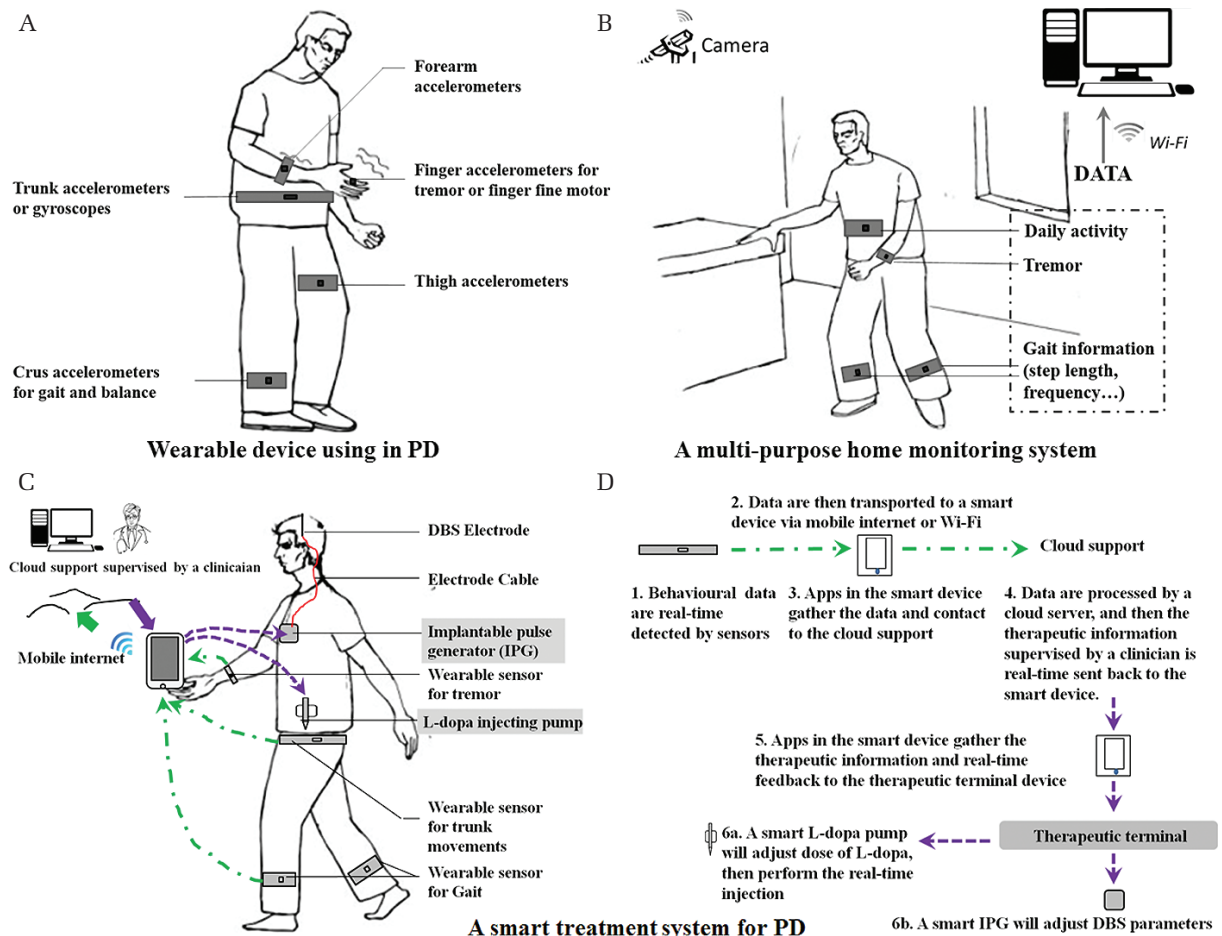 A
Forearm
accelerometers
Finger accelerometers for
tremor or finger fine motor
Trunk accelerometers
or gyroscopes
Thigh accelerometers
Crus accelerometers
for gait and balance
Wearable device using in PD
B
Camera
Wi-Fi
DATA
Daily activity
Tremor
Gait information
(step length,
frequency…)
A multi-purpose home monitoring system
C
Cloud support supervised by a clinicaian
Mobile internet
DBS Electrode
Electrode Cable
Implantable pulse
generator (IPG)
Wearable sensor
for tremor
L-dopa injecting pump
Wearable sensor
for trunk
movements
Wearable sensor
for Gait
D
2. Data are then transported to a smart
device via mobile internet or Wi-Fi
Cloud support
1. Behavioural data
are real-time
detected by sensors
3. Apps in the smart device
gather the data and contact
to the cloud support
4. Data are processed by a
cloud server, and then the
therapeutic information
supervised by a clinician is
real-time sent back to the
smart device.
5. Apps in the smart device gather the
therapeutic information and real-time
feedback to the therapeutic terminal device
Therapeutic terminal
6a. A smart L-dopa pump
will adjust dose of L-dopa,
then perform the real-time
injection
6b. A smart IPG will adjust DBS parameters
A smart treatment system for PD